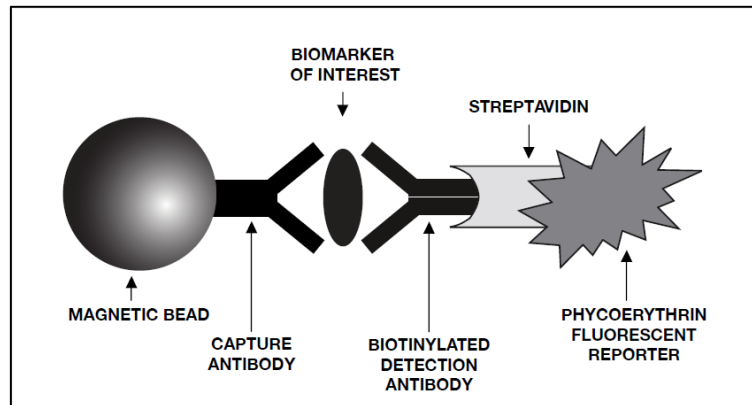 BIOMARKER
OF INTEREST
STREPTAVIDIN
MAGNETIC BEAD
CAPTURE
ANTIBODY
BIOTINYLATED
DETECTION
ANTIBODY
PHYCOERYTHRIN
FLUORESCENT
REPORTER